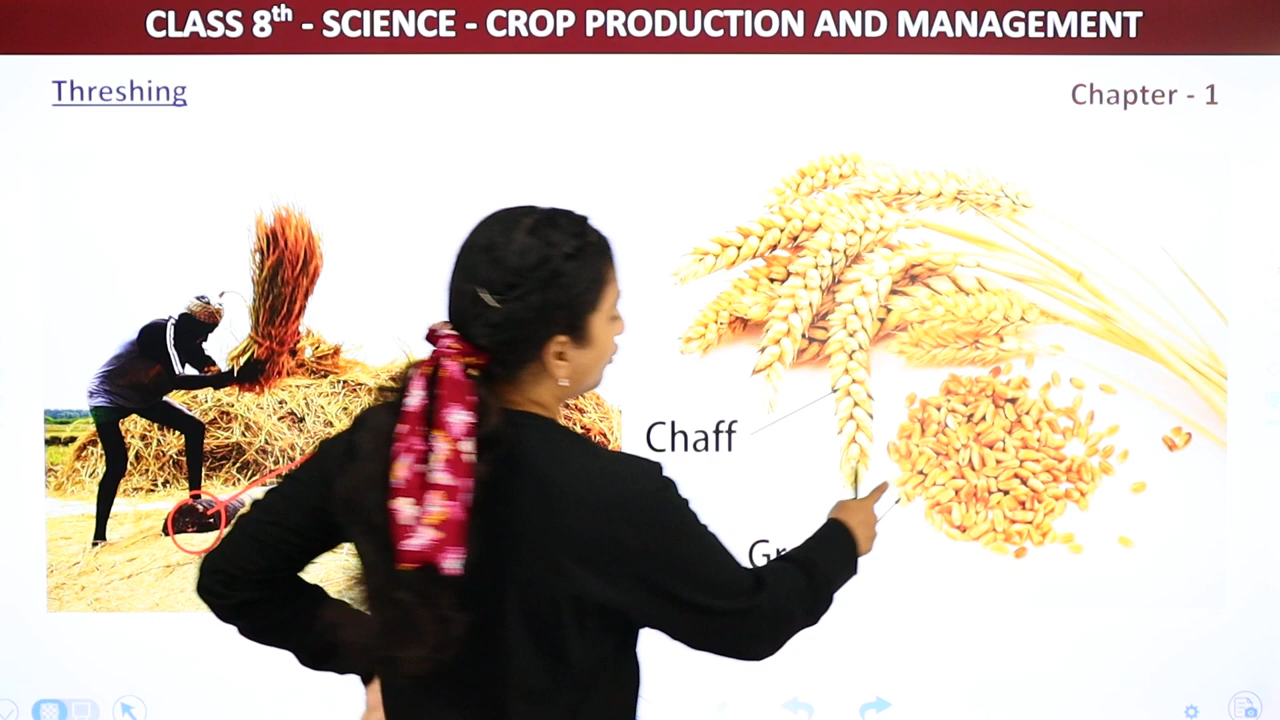 CLASS 8th - SCIENCE - CROP PRODUCTION AND MANAGEMENT
Threshing
Chapter - 1
Chaff